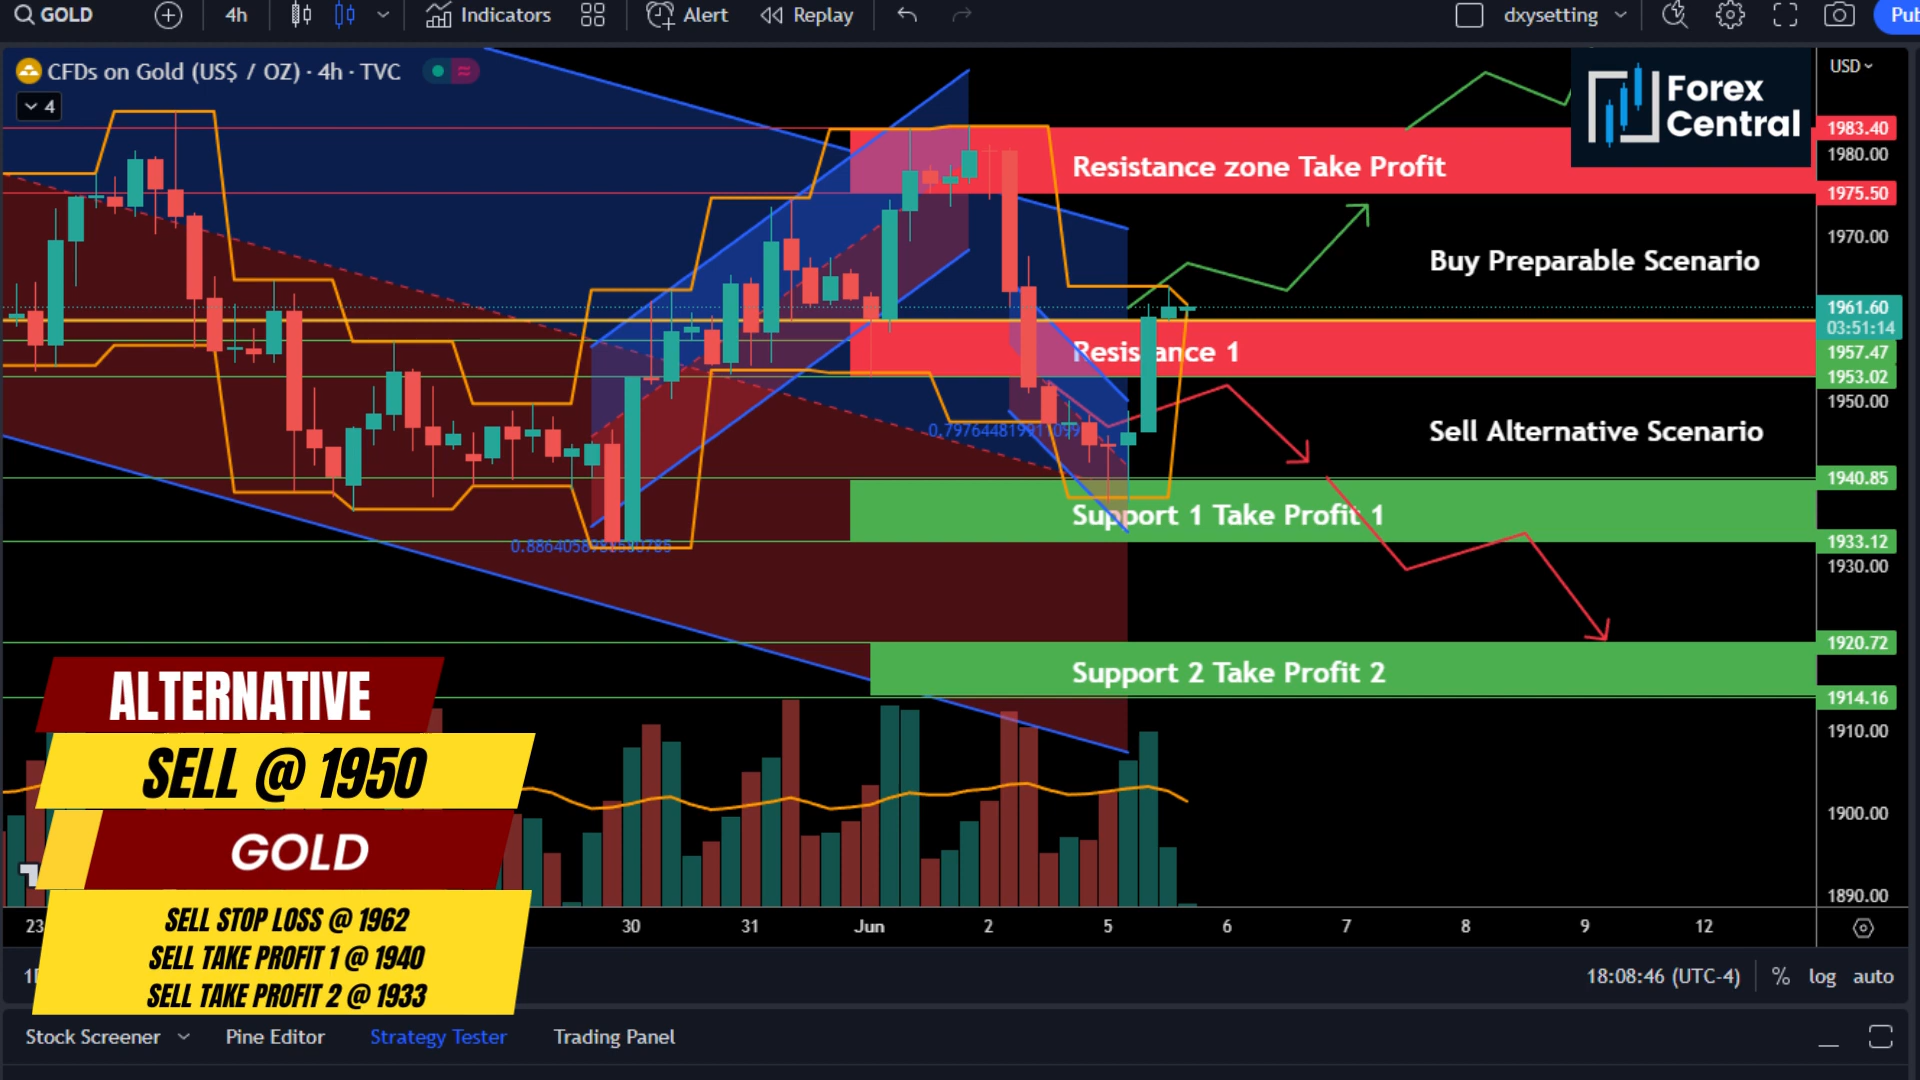 GOLD
4h
Indicators
Alert
Replay
dxysetting
Pub
CFDs on Gold (US$ / OZ) · 4h · TVC
4
USD
Forex
Central
1983.40
1980.00
1975.50
1970.00
1961.60
03:51:14
1957.47
1953.02
1950.00
1940.85
1933.12
1930.00
1920.72
1914.16
1910.00
1900.00
1890.00
Resistance zone Take Profit
Buy Preparable Scenario
Resistance 1
Sell Alternative Scenario
Support 1 Take Profit 1
Support 2 Take Profit 2
ALTERNATIVE
SELL @ 1950
GOLD
SELL STOP LOSS @ 1962
SELL TAKE PROFIT 1 @ 1940
SELL TAKE PROFIT 2 @ 1933
23
30
31
Jun
2
5
6
7
8
9
12
18:08:46 (UTC-4)
%
log
auto
Stock Screener
Pine Editor
Strategy Tester
Trading Panel